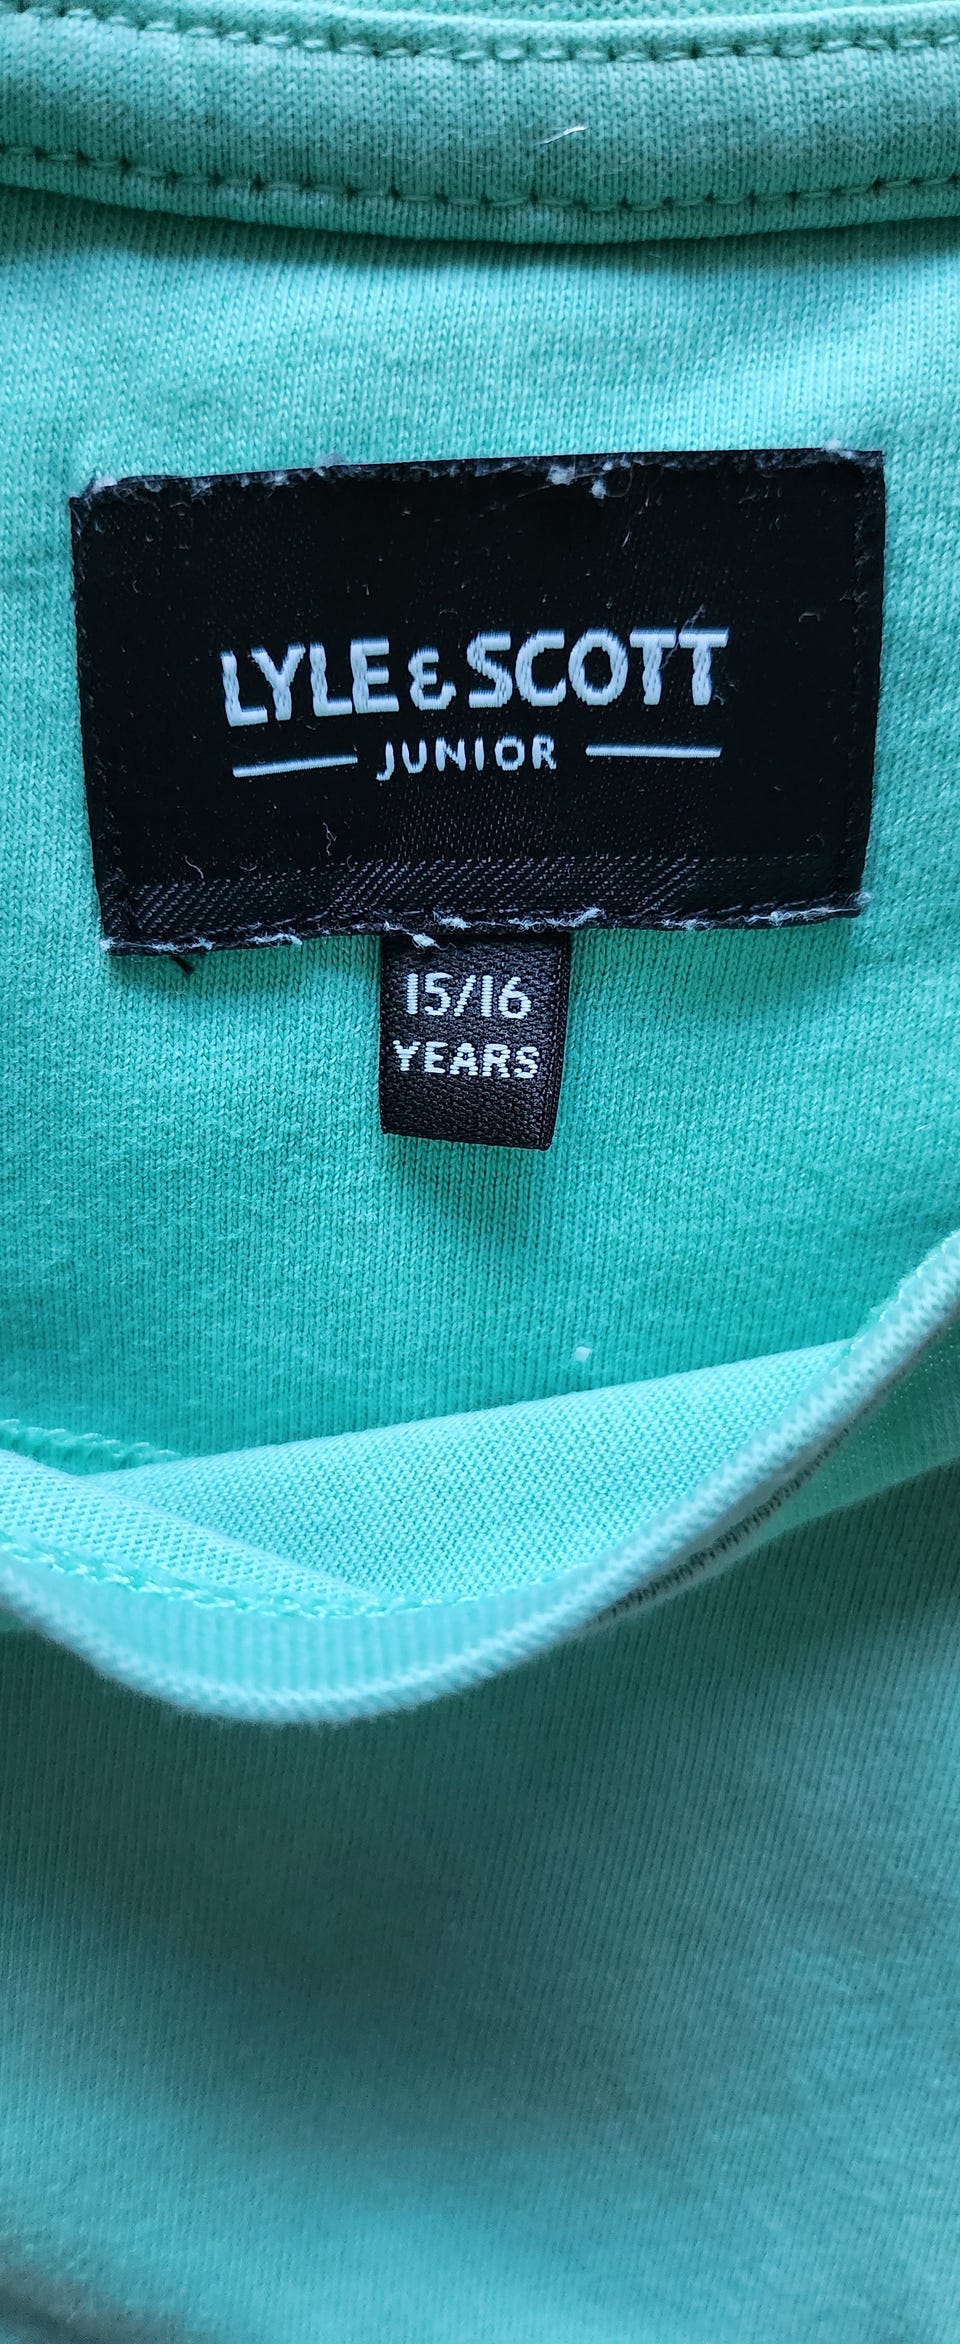 LYLE & SCOTT
JUNIOR
15/16
YEARS